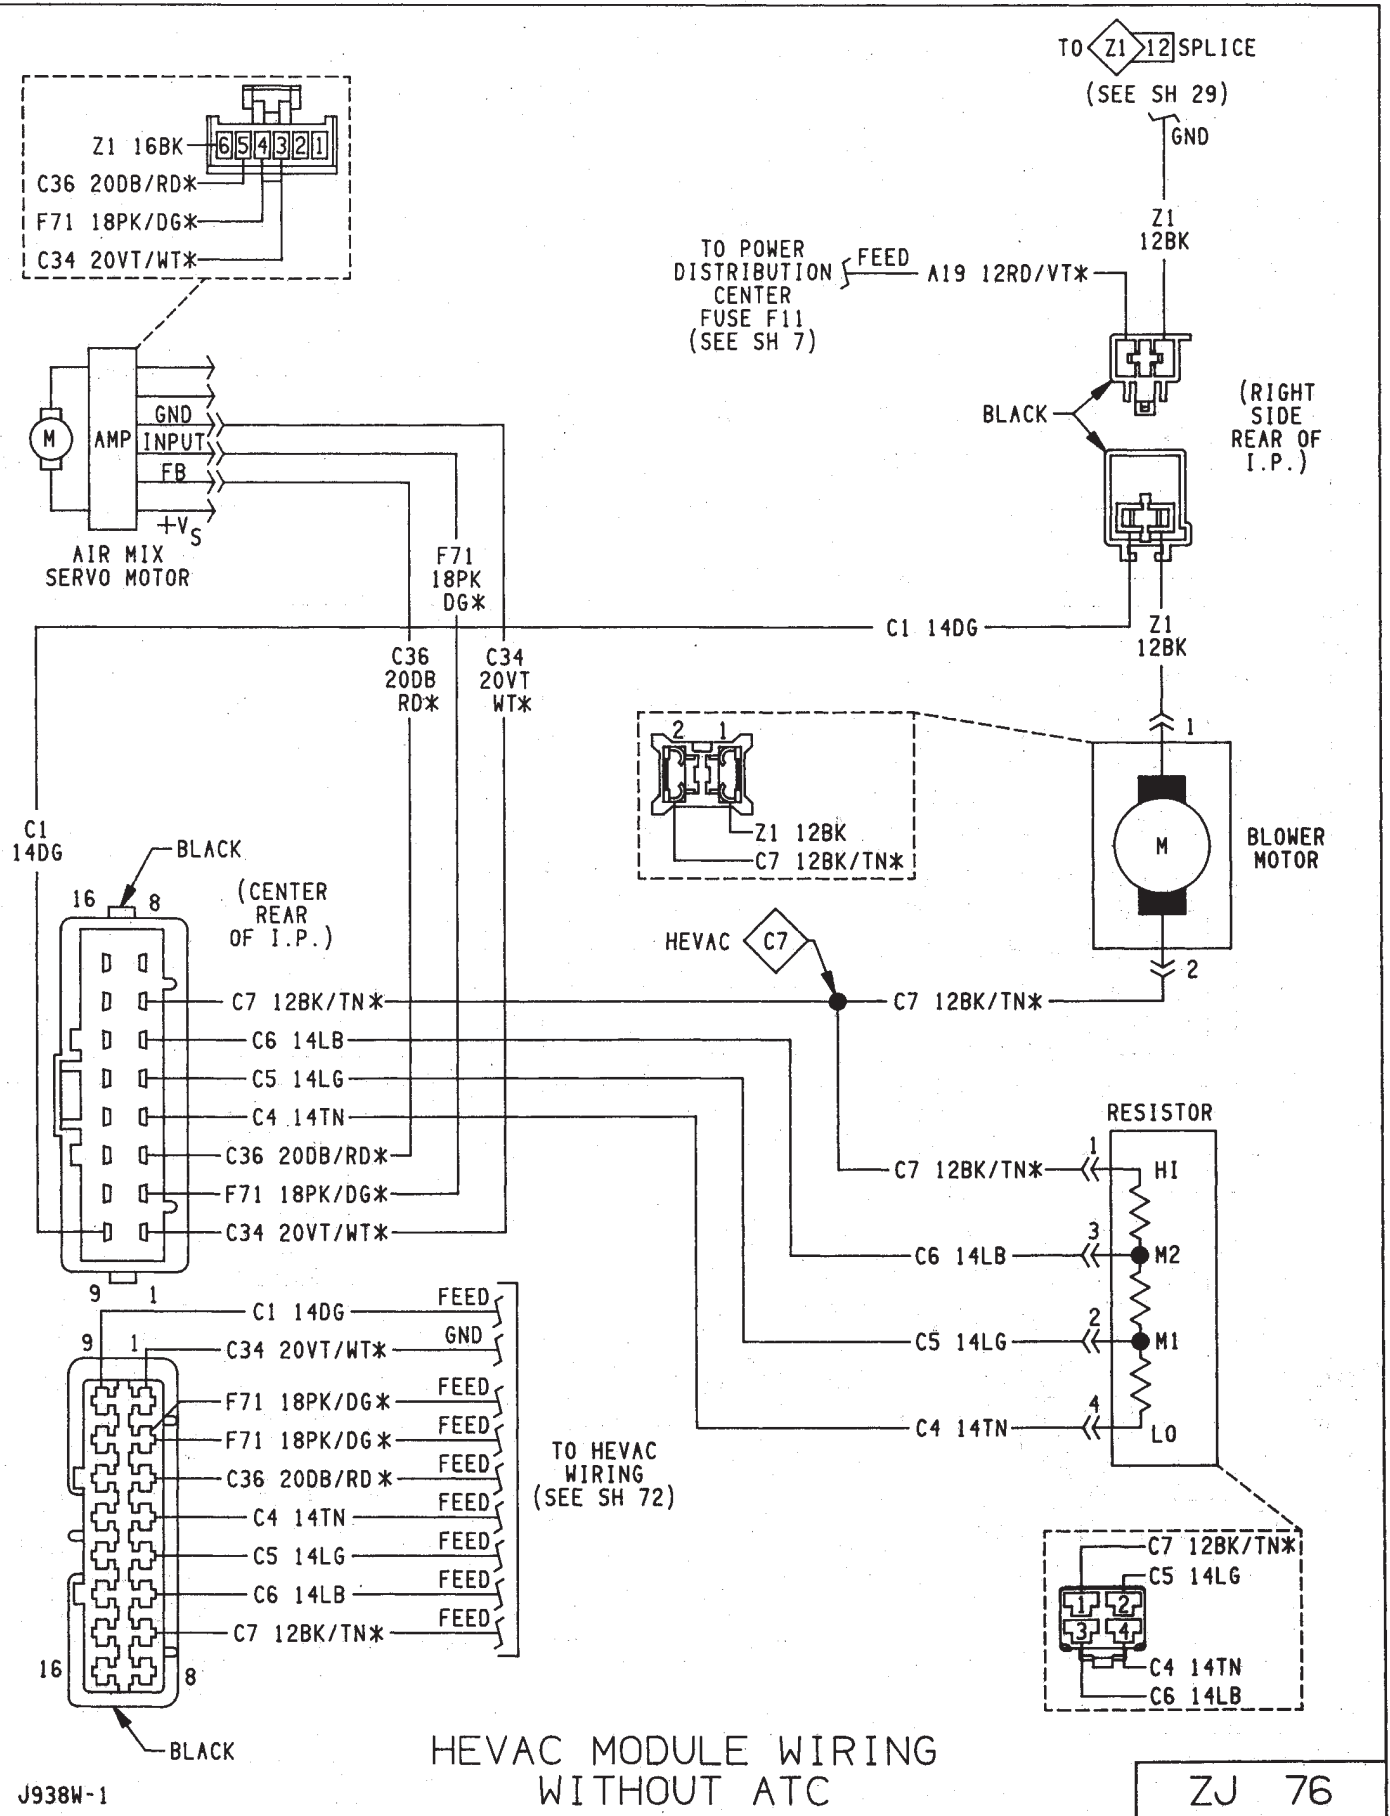 TO Z1 12 SPLICE
(SEE SH 29)
GND
Z1
12BK
Z1 16BK
6 5 4 3 2 1
C36 20DB/RD*
F71 18PK/DG*
C34 20VT/WT*
TO POWER
DISTRIBUTION
CENTER
FUSE F11
(SEE SH 7)
FEED
A19 12RD/VT*
BLACK
(RIGHT
SIDE
REAR OF
I.P.)
M
AMP
GND
INPUT
FB
+VS
AIR MIX
SERVO MOTOR
F71
18PK
DG*
C1 14DG
Z1
12BK
C36
20DB
RD*
C34
20VT
WT*
2 1
Z1 12BK
C7 12BK/TN*
1
M
BLOWER
MOTOR
2
C1
14DG
BLACK
16 8
(CENTER
REAR
OF I.P.)
HEVAC C7
C7 12BK/TN*
C7 12BK/TN*
C6 14LB
C5 14LG
C4 14TN
C36 20DB/RD*
F71 18PK/DG*
C34 20VT/WT*
9 1
RESISTOR
C7 12BK/TN* 1 HI
C6 14LB 3 M2
C5 14LG 2 M1
C4 14TN 4 LO
9 1
C1 14DG FEED
C34 20VT/WT* GND
F71 18PK/DG* FEED
F71 18PK/DG* FEED
C36 20DB/RD* FEED
C4 14TN FEED
C5 14LG FEED
C6 14LB FEED
C7 12BK/TN* FEED
TO HEVAC
WIRING
(SEE SH 72)
16 8
BLACK
C7 12BK/TN*
C5 14LG
1 2
3 4
C4 14TN
C6 14LB
HEVAC MODULE WIRING
WITHOUT ATC
J938W-1
ZJ 76